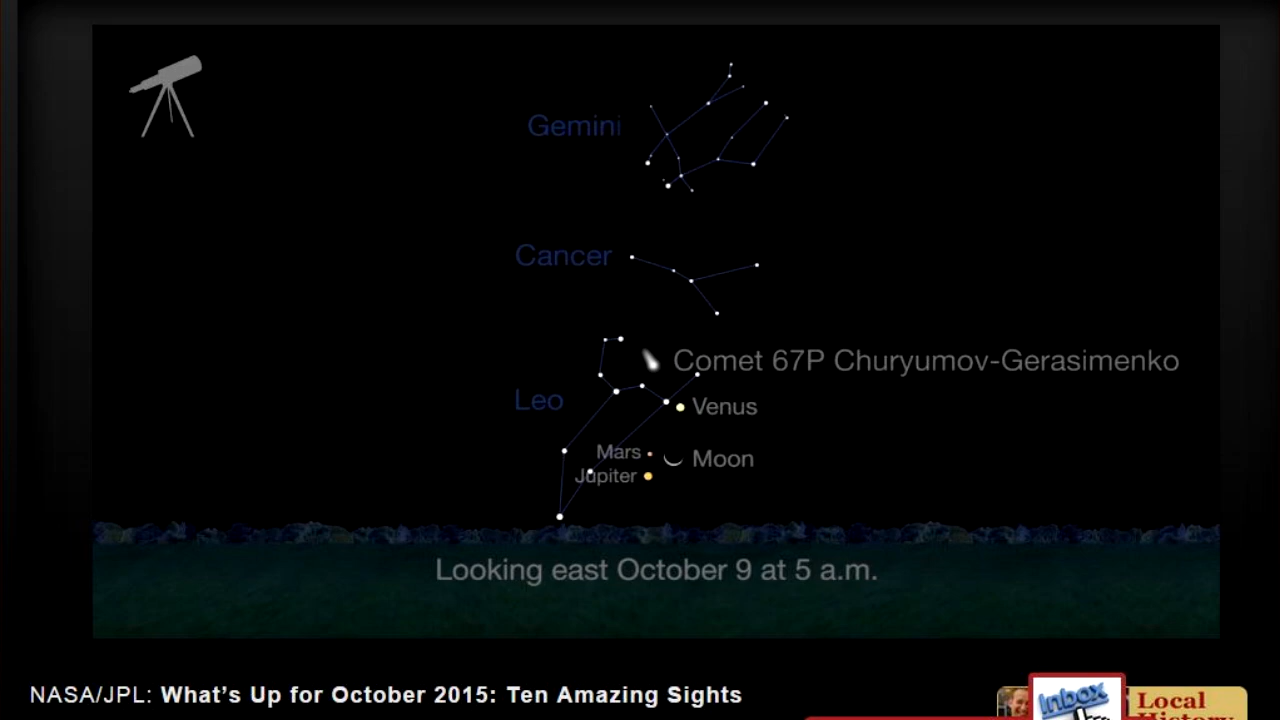 Gemini
Cancer
Comet 67P Churyumov-Gerasimenko
Leo
Venus
Mars
Moon
Jupiter
Looking east October 9 at 5 a.m.
NASA/JPL: What's Up for October 2015: Ten Amazing Sights
Inbox
Local
History